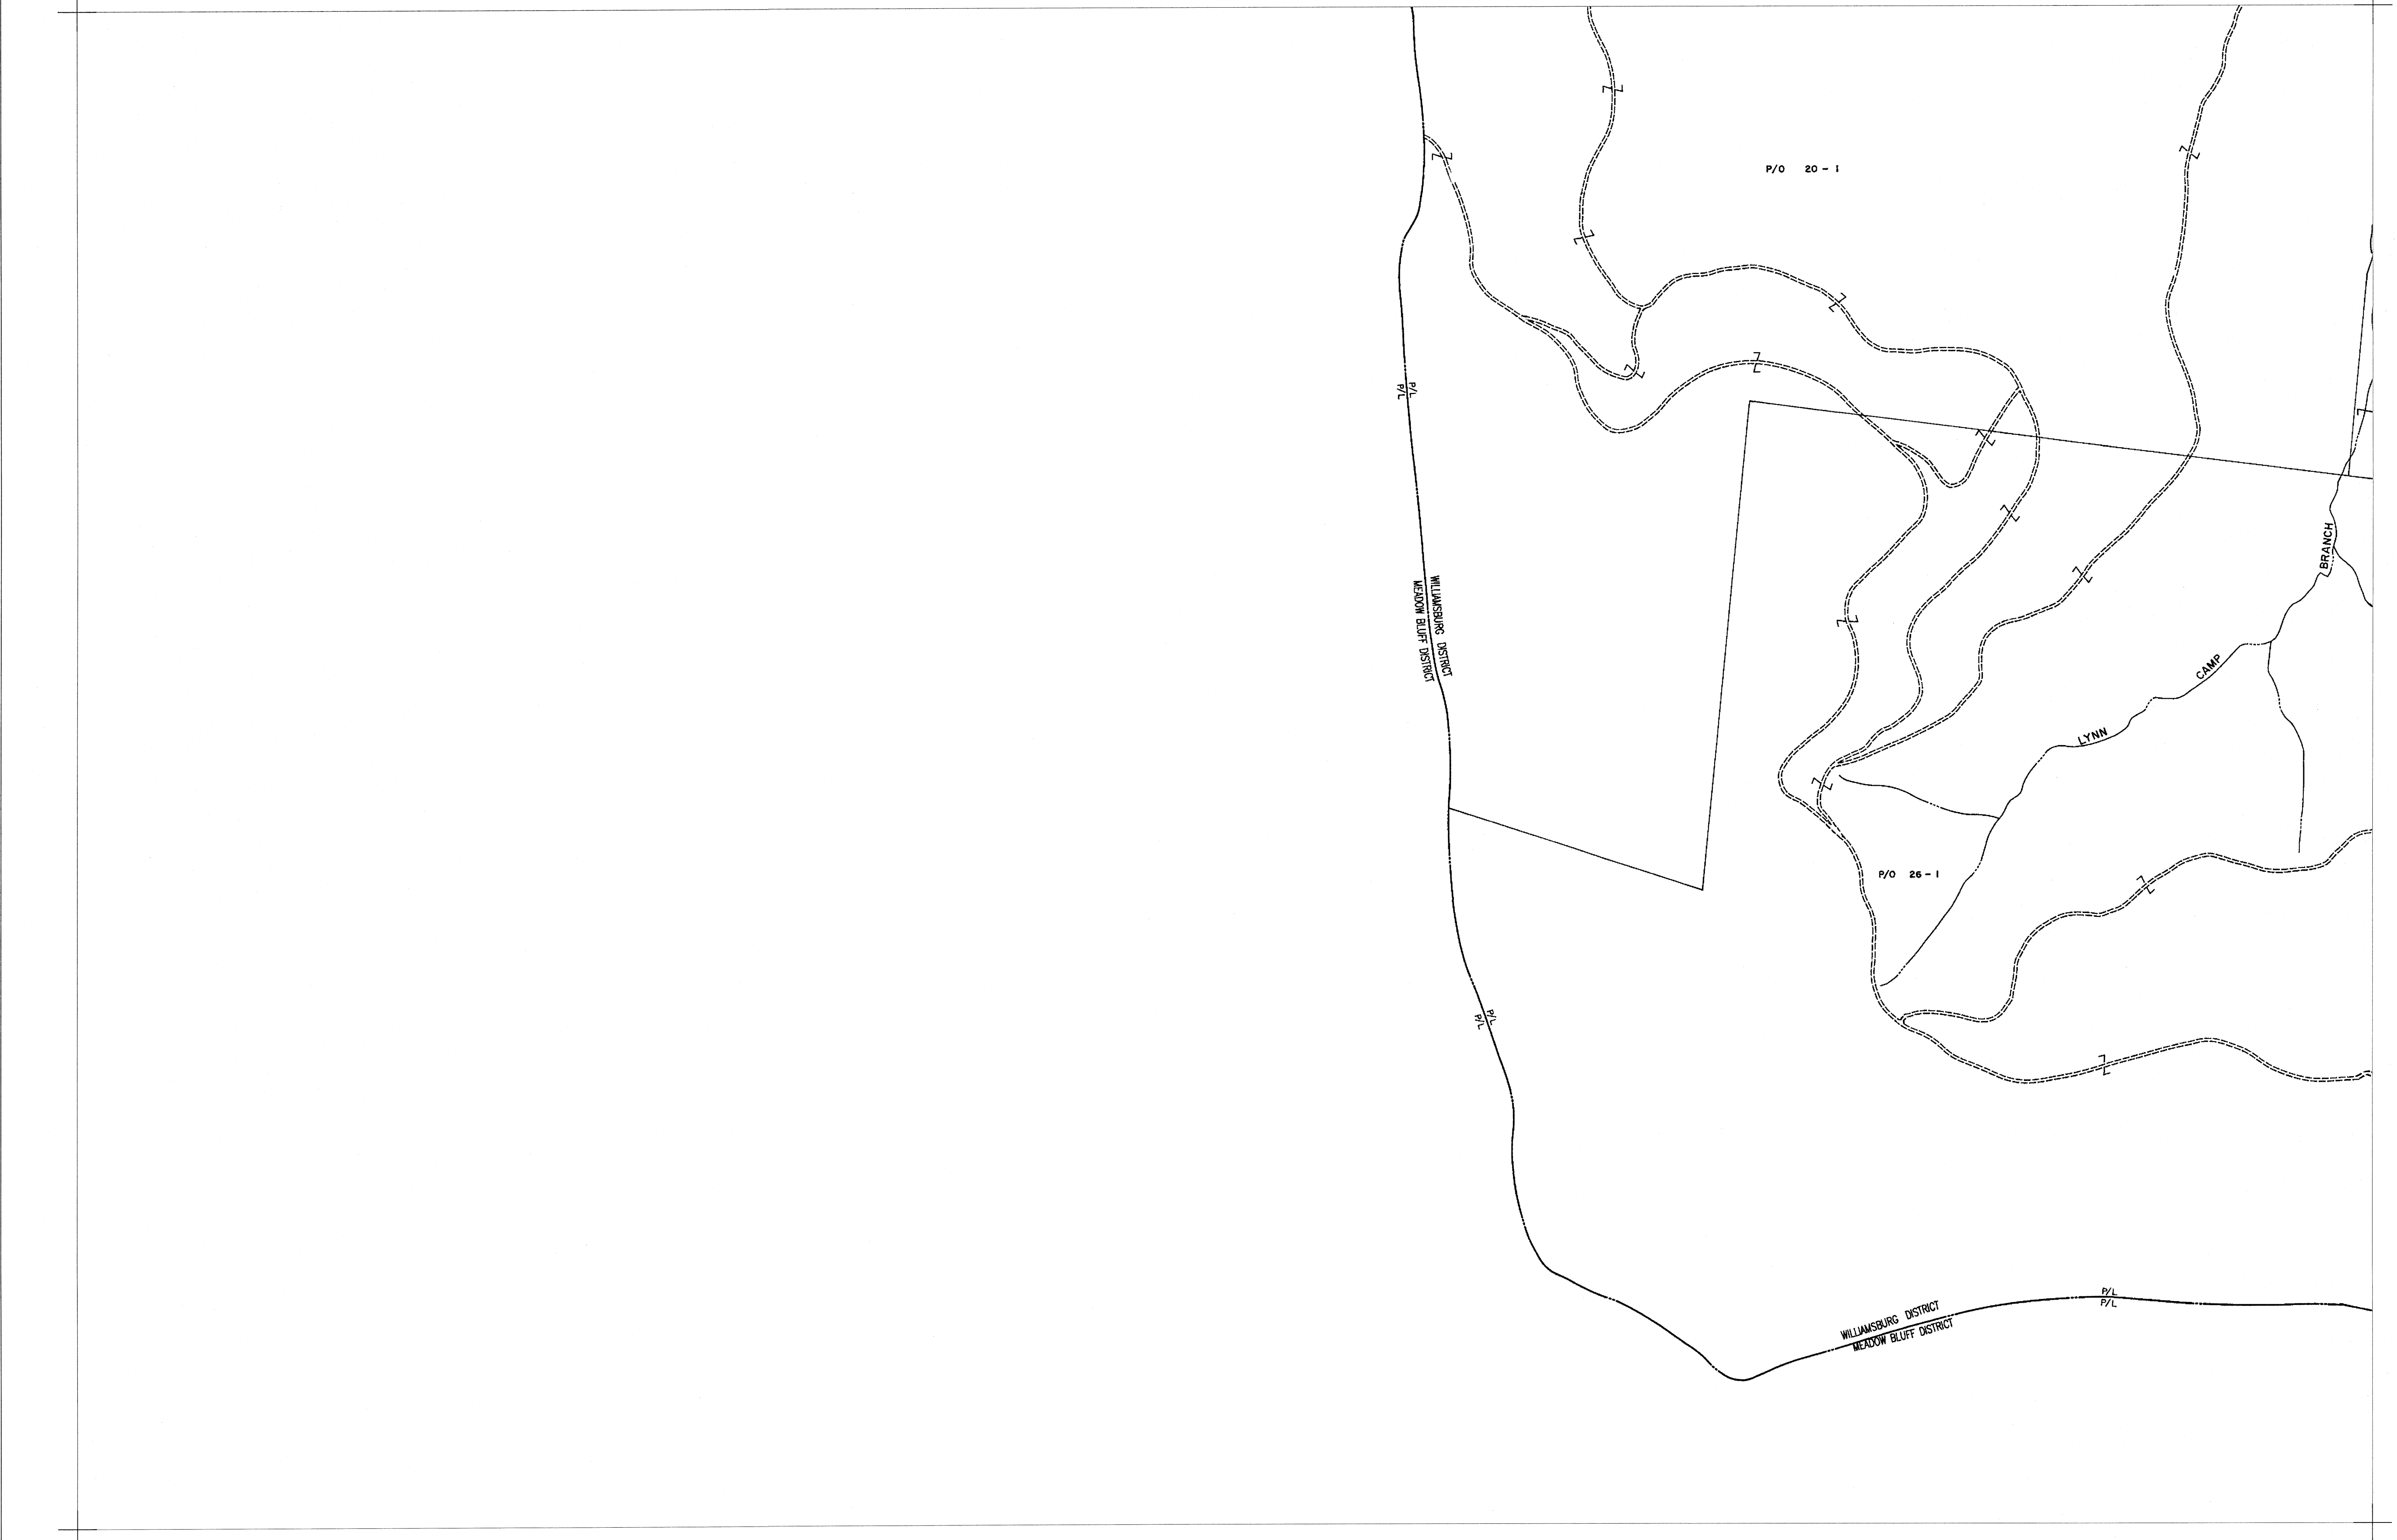 P/O 20 - 1
P/L
P/L
BRANCH
WILLIAMSBURG DISTRICT
MEADOW BLUFF DISTRICT
CAMP
LYNN
P/O 26 - 1
P/L
P/L
P/L
P/L
WILLIAMSBURG DISTRICT
MEADOW BLUFF DISTRICT